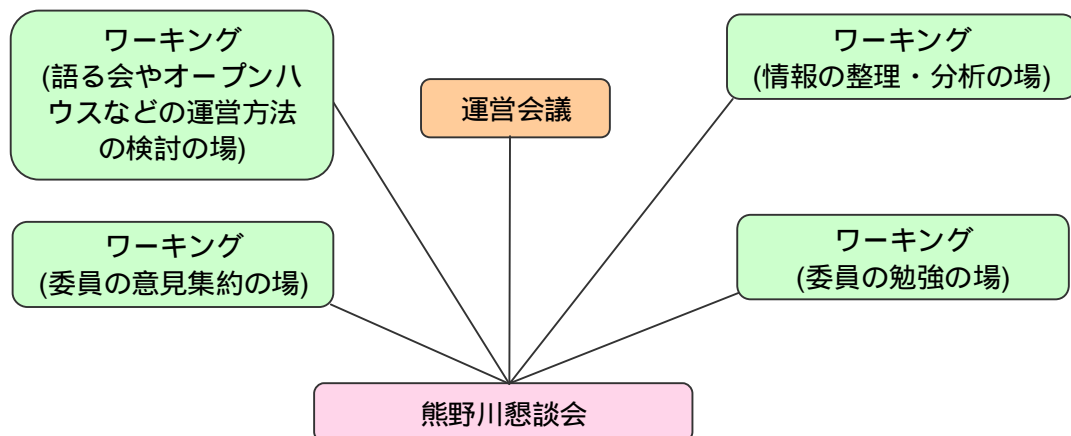 ワーキング
(語る会やオープンハ
ウスなどの運営方法
の検討の場)
運営会議
ワーキング
(情報の整理・分析の場)
ワーキング
(委員の意見集約の場)
ワーキング
(委員の勉強の場)
熊野川懇談会